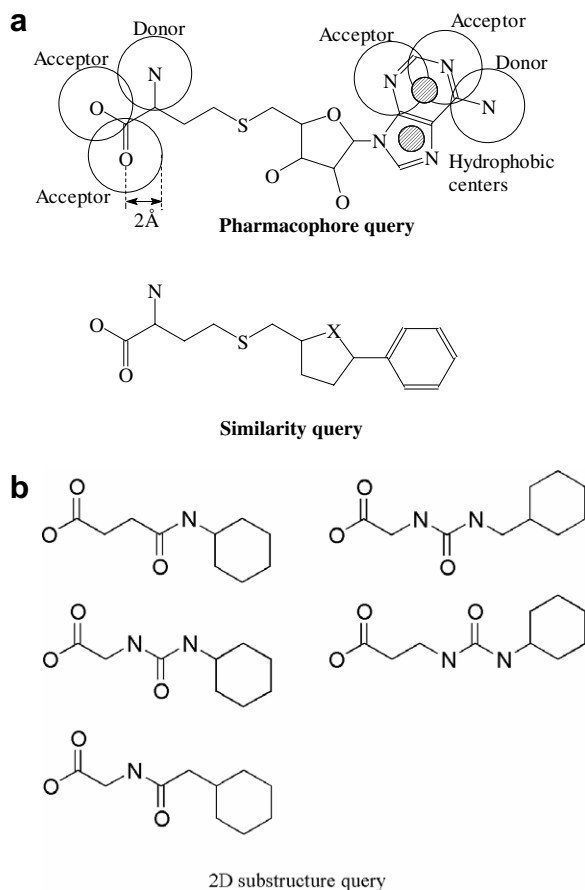 a
Donor
Acceptor
N
O
O
Acceptor
2Å
S
O
O
O
N
Acceptor
Acceptor
Donor
N
N
N
N
Hydrophobic
centers
Pharmacophore query
N
O
O
S
X
Similarity query
b
O
O
N
O
O
O
N
N
O
O
O
N
N
O
O
O
N
N
O
O
O
N
O
2D substructure query